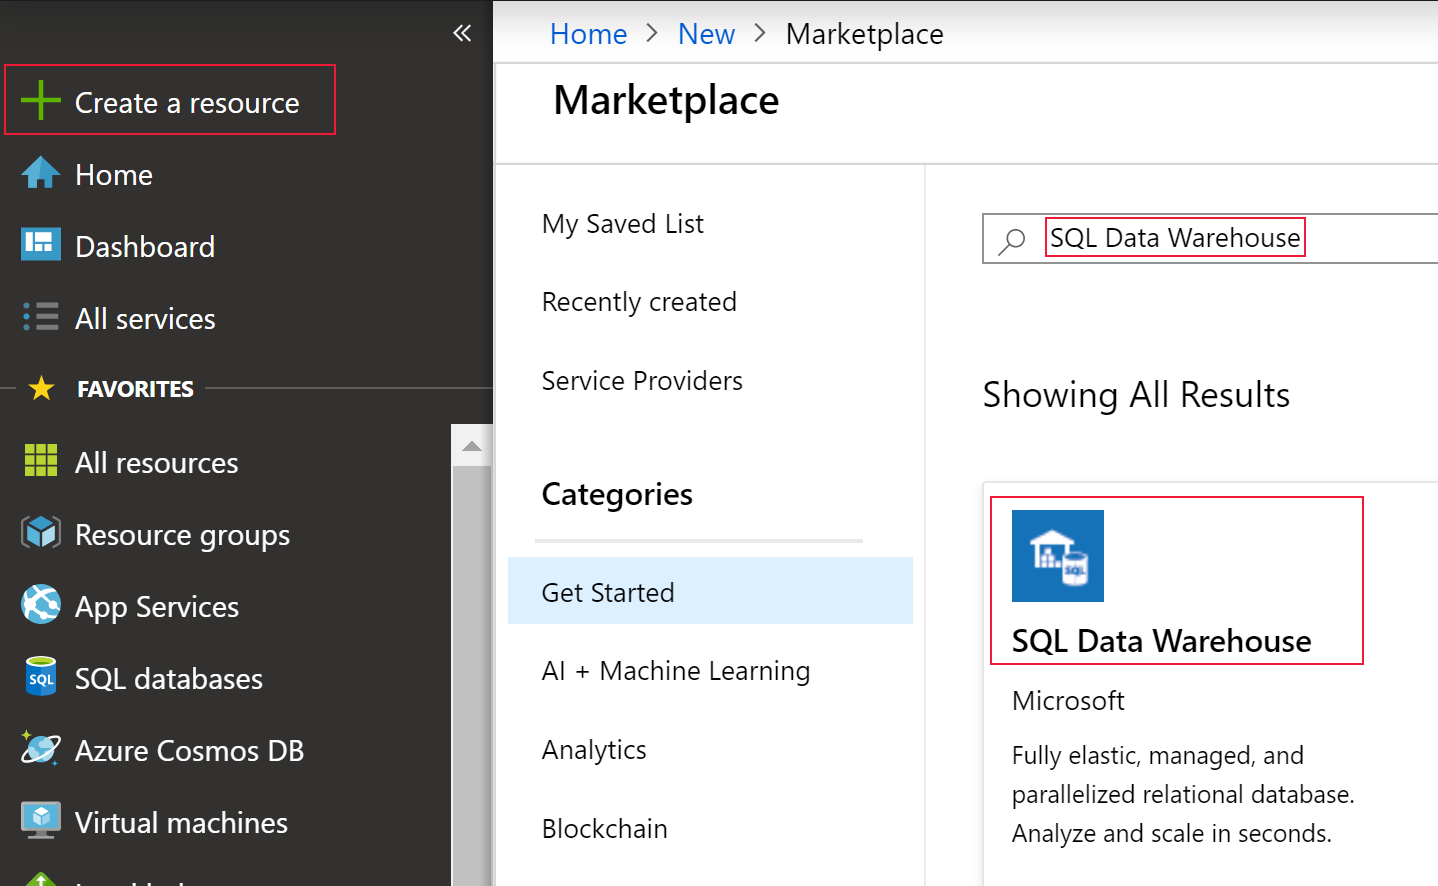 Create a resource
Home
Dashboard
All services
FAVORITES
All resources
Resource groups
App Services
SQL
SQL databases
Azure Cosmos DB
Virtual machines
Home > New > Marketplace
Marketplace
My Saved List
Recently created
Service Providers
Categories
Get Started
AI + Machine Learning
Analytics
Blockchain
SQL Data Warehouse
Showing All Results
SQL
SQL Data Warehouse
Microsoft
Fully elastic, managed, and
parallelized relational database.
Analyze and scale in seconds.